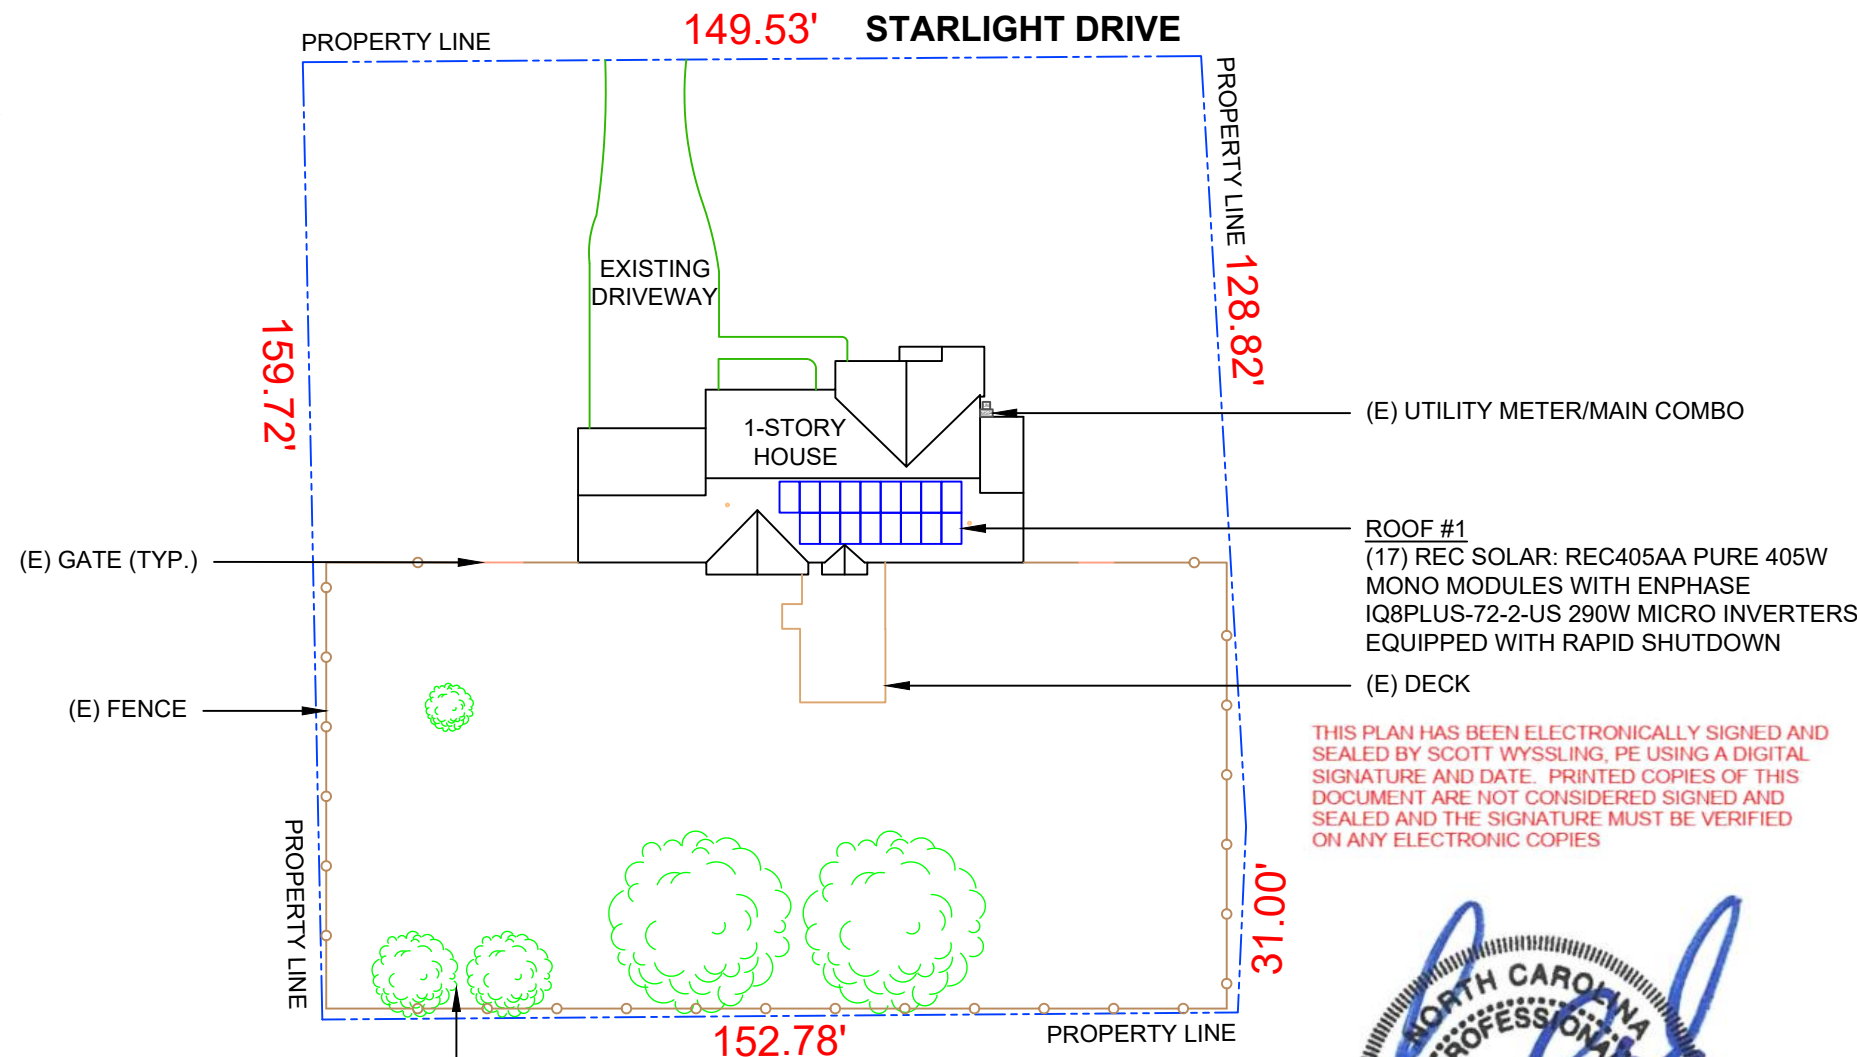 149.53'
STARLIGHT DRIVE
PROPERTY LINE
PROPERTY LINE
128.82'
EXISTING
DRIVEWAY
159.72'
1-STORY
HOUSE
(E) UTILITY METER/MAIN COMBO
ROOF #1
(17) REC SOLAR: REC405AA PURE 405W
MONO MODULES WITH ENPHASE
IQ8PLUS-72-2-US 290W MICRO INVERTERS
EQUIPPED WITH RAPID SHUTDOWN
(E) GATE (TYP.)
(E) DECK
(E) FENCE
THIS PLAN HAS BEEN ELECTRONICALLY SIGNED AND
SEALED BY SCOTT WYSSLING, PE USING A DIGITAL
SIGNATURE AND DATE. PRINTED COPIES OF THIS
DOCUMENT ARE NOT CONSIDERED SIGNED AND
SEALED AND THE SIGNATURE MUST BE VERIFIED
ON ANY ELECTRONIC COPIES
PROPERTY LINE
31.00'
152.78'
PROPERTY LINE
NORTH CAROLINA